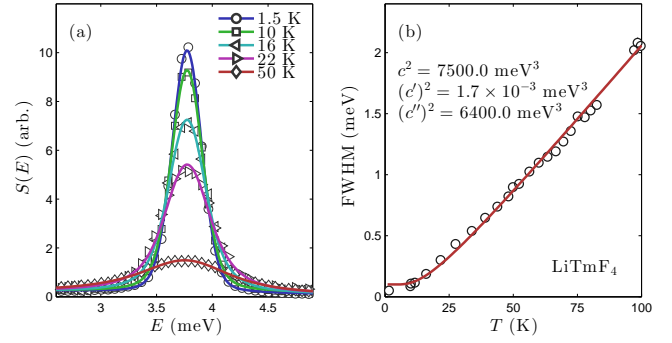 (a)
1.5 K
10 K
16 K
22 K
50 K
S(E) (arb.)
10
8
6
4
2
0
3
3.5
4
4.5
E (meV)
(b)
c² = 7500.0 meV³
(c′)² = 1.7 × 10⁻³ meV³
(c″)² = 6400.0 meV³
FWHM (meV)
2
1.5
1
0.5
0
LiTmF₄
0
25
50
75
100
T (K)